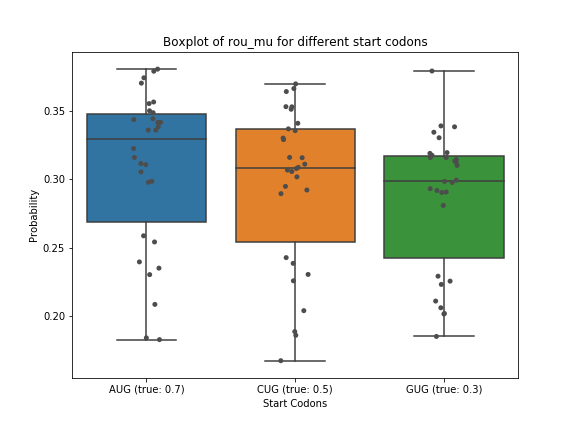 Boxplot of rou_mu for different start codons
Probability
0.35
0.30
0.25
0.20
AUG (true: 0.7) CUG (true: 0.5) GUG (true: 0.3)
Start Codons